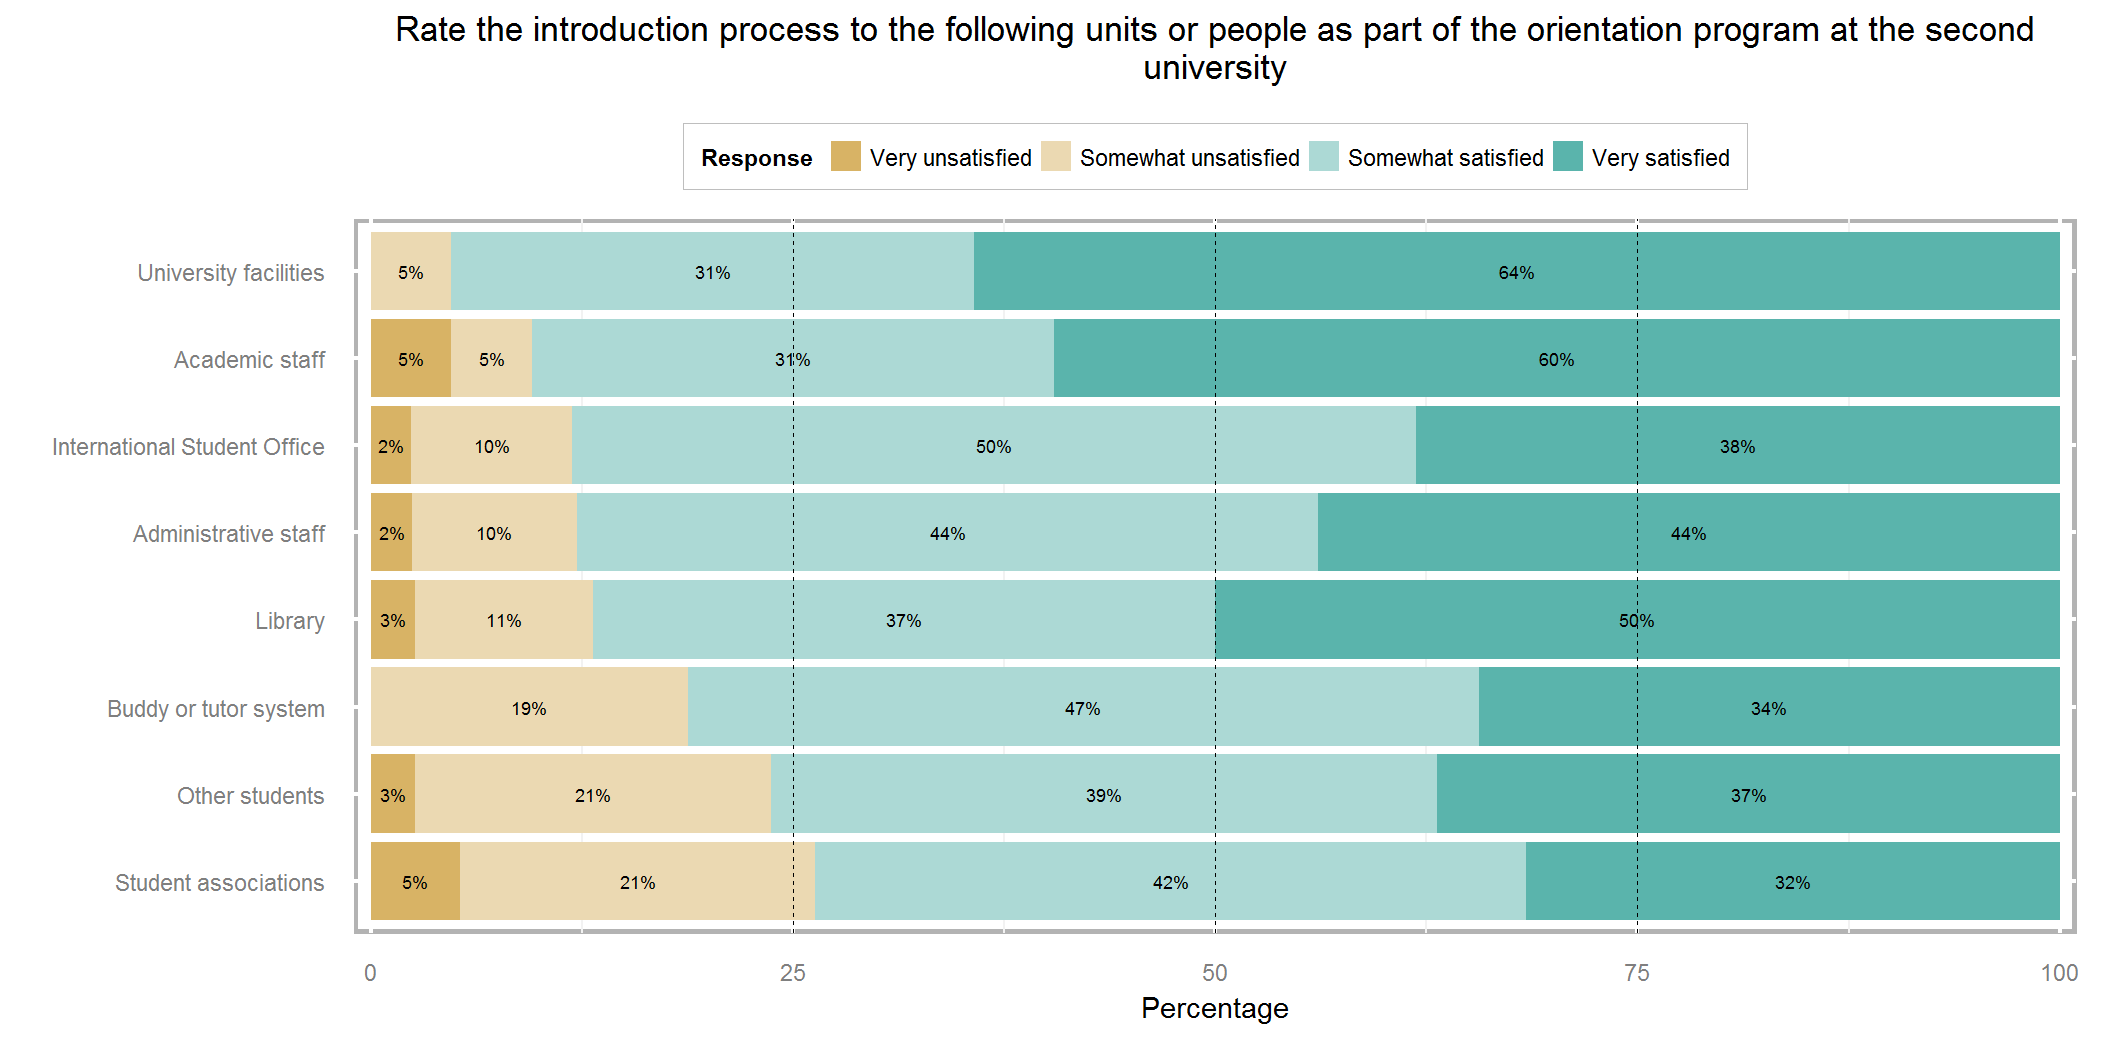 Rate the introduction process to the following units or people as part of the orientation program at the second
university
Response Very unsatisfied Somewhat unsatisfied Somewhat satisfied Very satisfied
University facilities 5% 31% 64%
Academic staff 5% 5% 31% 60%
International Student Office 2% 10% 50% 38%
Administrative staff 2% 10% 44% 44%
Library 3% 11% 37% 50%
Buddy or tutor system 19% 47% 34%
Other students 3% 21% 39% 37%
Student associations 5% 21% 42% 32%
0 25 50 75 100
Percentage